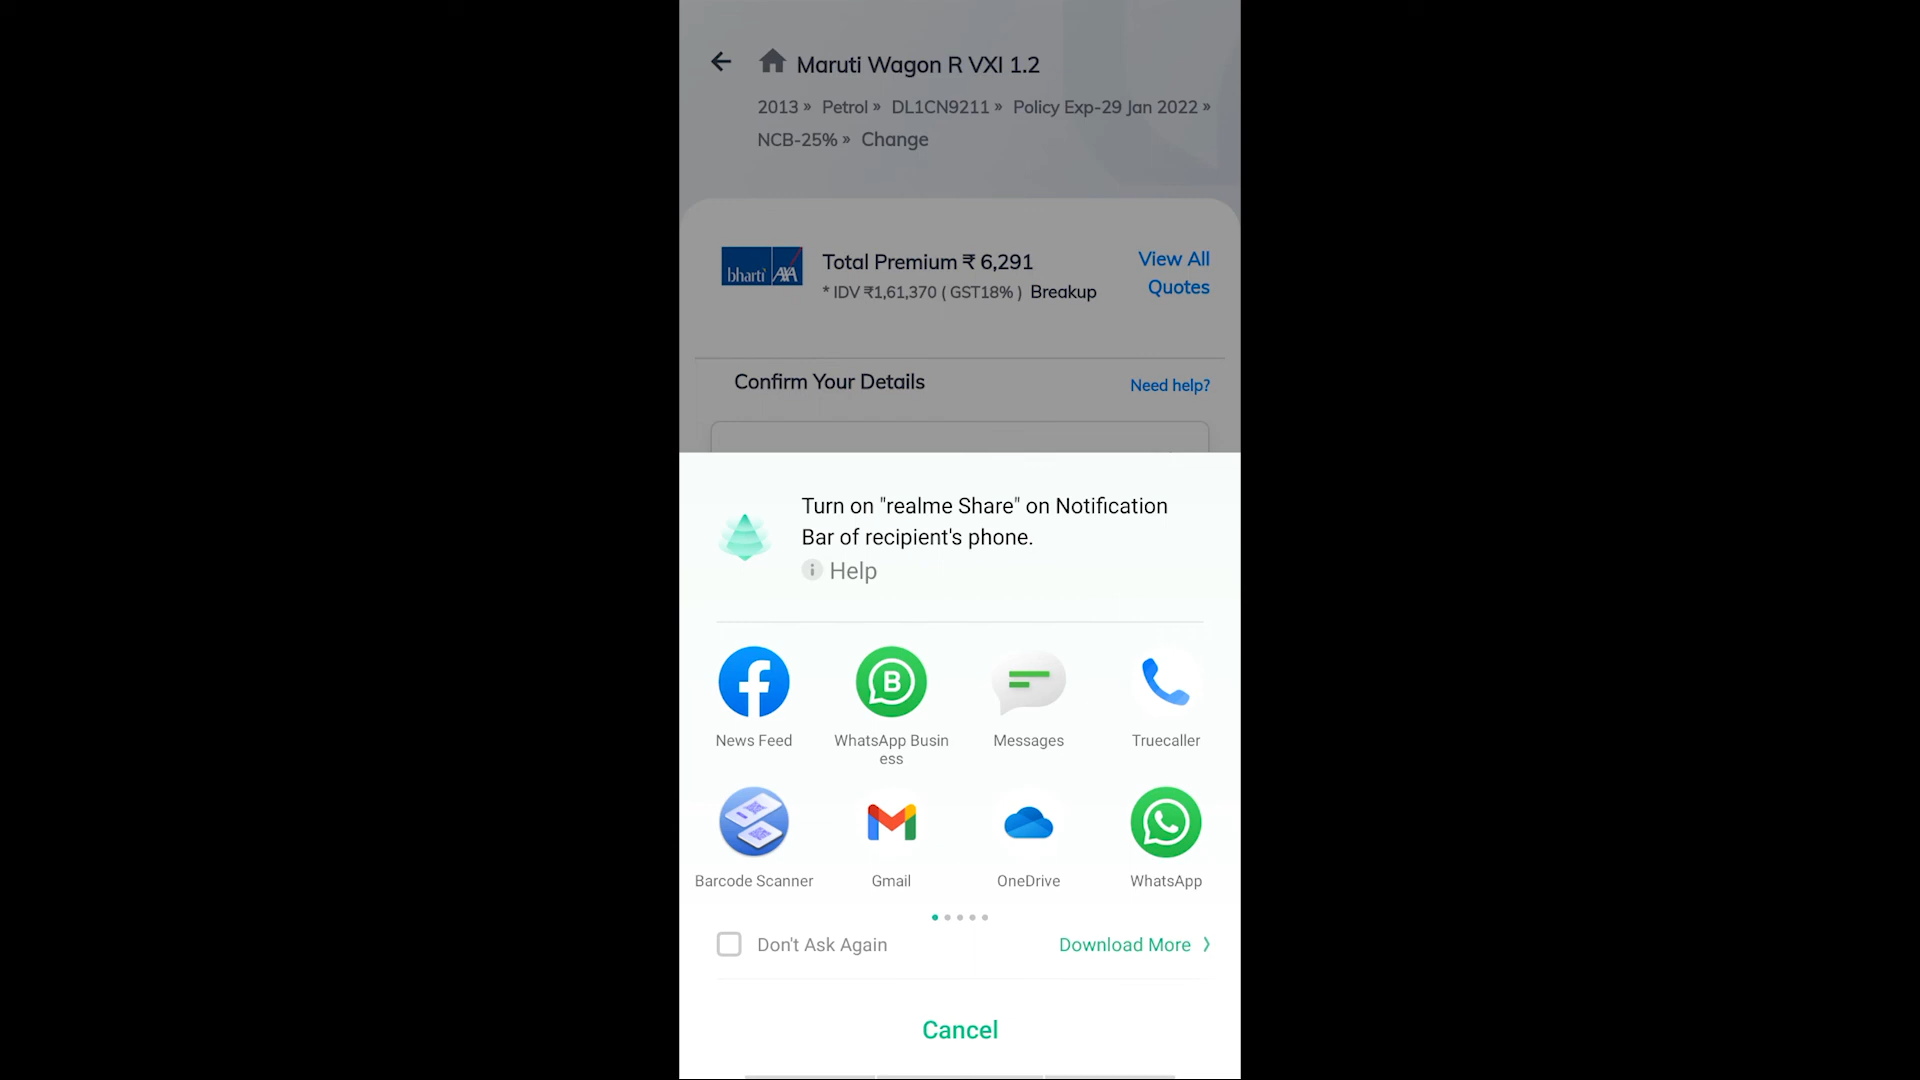 Maruti Wagon R VXI 1.2
2013 » Petrol » DL1CN9211 » Policy Exp-29 Jan 2022 »
NCB-25% » Change
bharti AXA
Total Premium ₹ 6,291
* IDV ₹1,61,370 ( GST18% ) Breakup
View All
Quotes
Confirm Your Details
Need help?
Turn on "realme Share" on Notification
Bar of recipient's phone.
Help
News Feed
WhatsApp Busin
ess
Messages
Truecaller
Barcode Scanner
Gmail
OneDrive
WhatsApp
Don't Ask Again
Download More
Cancel